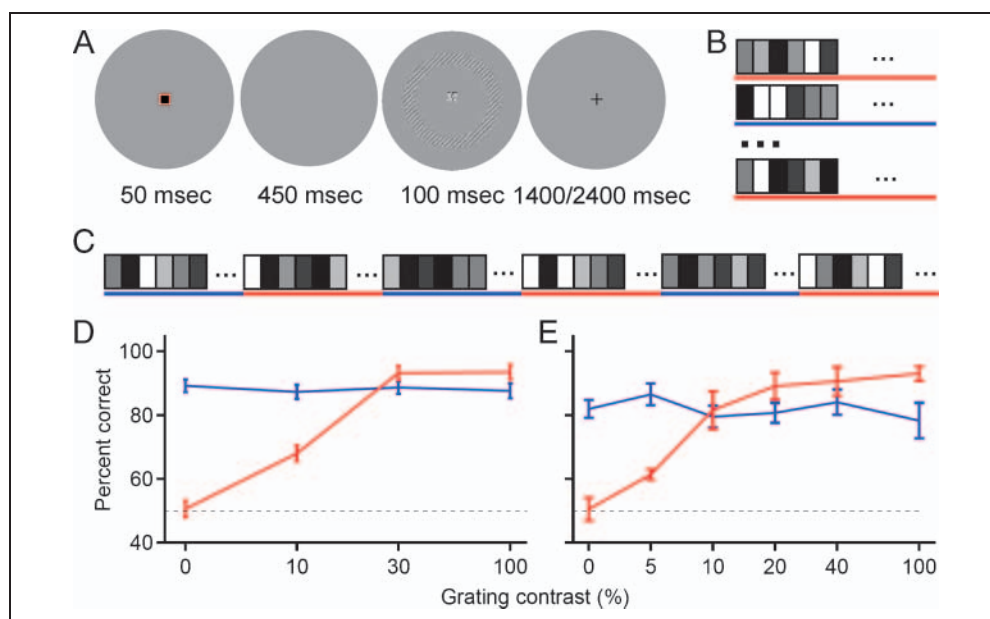 A
B
50 msec 450 msec 100 msec 1400/2400 msec
...
...
...
...
C
... ... ... ... ... ...
D
E
Percent correct
100
80
60
40
0 10 30 100
0 5 10 20 40 100
Grating contrast (%)